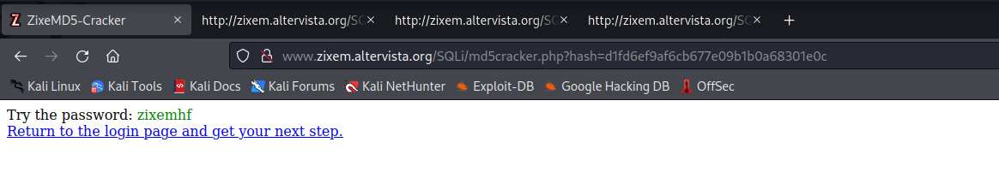 ZixeMD5-Cracker
http://zixem.altervista.org/SQ
http://zixem.altervista.org/SQ
http://zixem.altervista.org/SQ
www.zixem.altervista.org/SQLi/md5cracker.php?hash=d1fd6ef9af6cb677e09b1b0a68301e0c
Kali Linux Kali Tools Kali Docs Kali Forums Kali NetHunter Exploit-DB Google Hacking DB OffSec
Try the password: zixemhf
Return to the login page and get your next step.